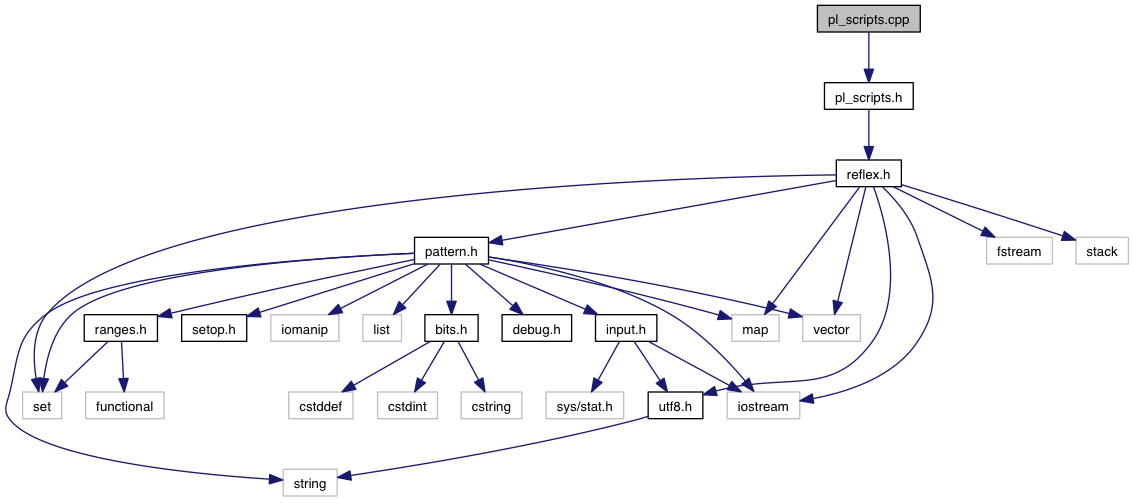 pl_scripts.cpp
pl_scripts.h
reflex.h
pattern.h
fstream
stack
ranges.h
setop.h
iomanip
list
bits.h
debug.h
input.h
map
vector
set
functional
cstddef
cstdint
cstring
sys/stat.h
utf8.h
iostream
string